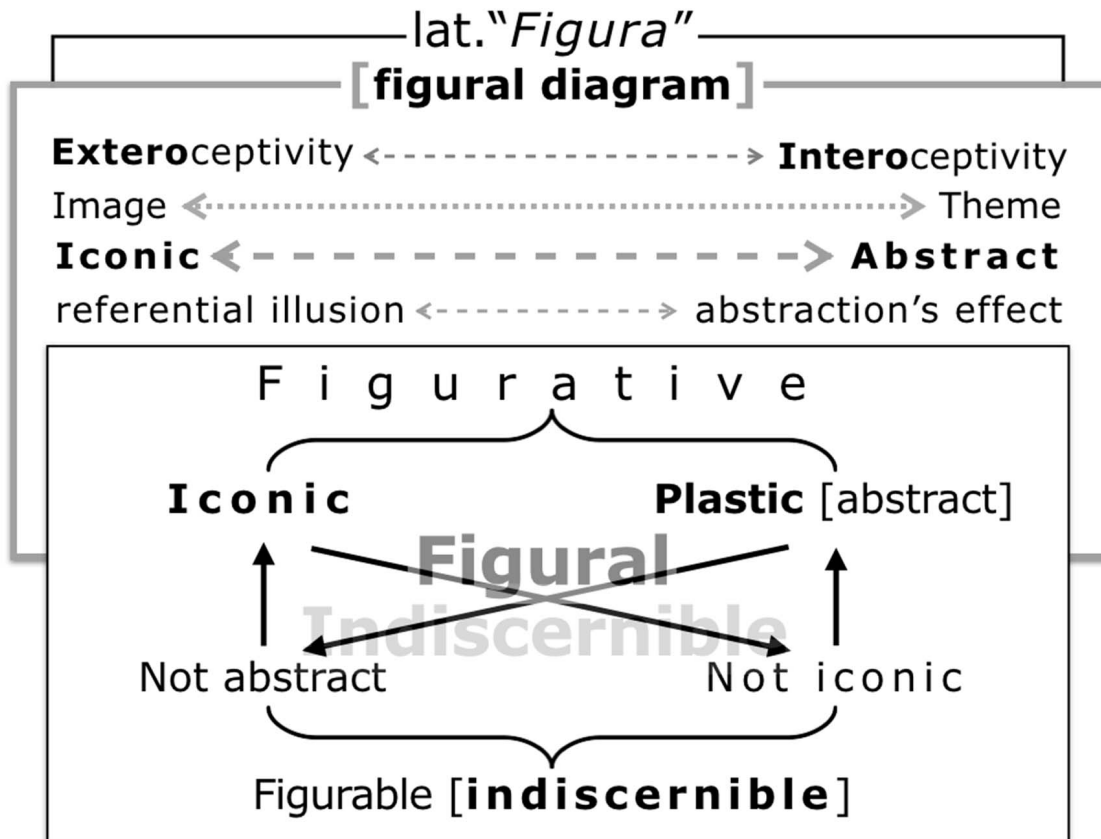 lat.“Figura”
[figural diagram]
Exteroceptivity Interoceptivity
Image Theme
Iconic Abstract
referential illusion abstraction’s effect
Figurative
Iconic Plastic [abstract]
Figural
Indiscernible
Not abstract Not iconic
Figurable [indiscernible]